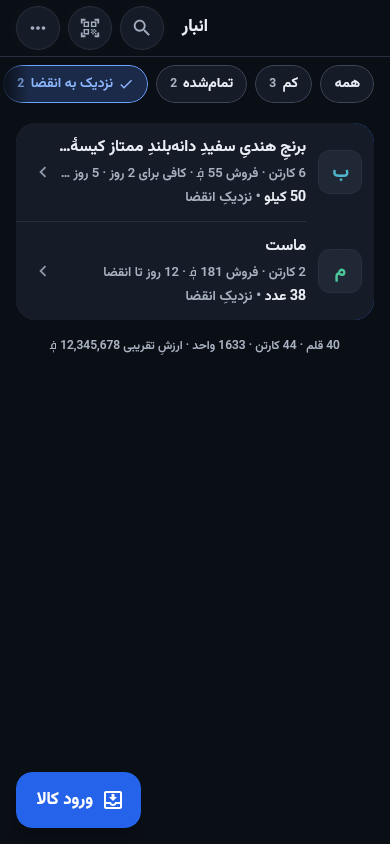 انبار
همه
کم 3
تمام‌شده 2
نزدیک به انقضا 2
ب
برنجِ هندیِ سفیدِ دانه‌بلندِ ممتاز کیسهٔ…
6 کارتن · فروش 55 ؋ · کافی برای 2 روز · 5 روز …
50 کیلو • نزدیکِ انقضا
م
ماست
2 کارتن · فروش 181 ؋ · 12 روز تا انقضا
38 عدد • نزدیکِ انقضا
40 قلم · 44 کارتن · 1633 واحد · ارزشِ تقریبی 12,345,678 ؋
ورود کالا